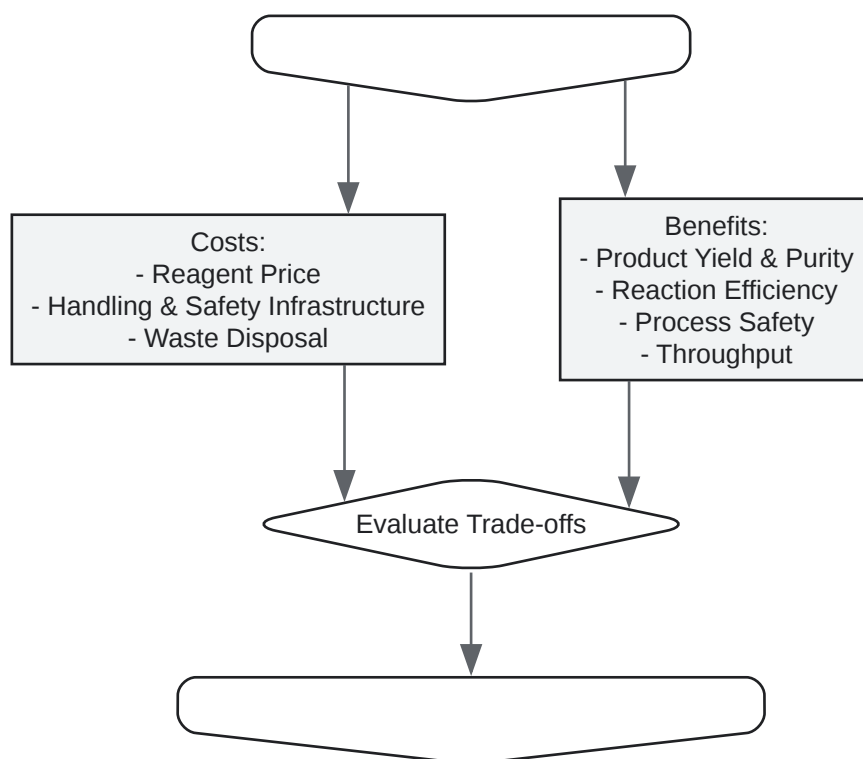 Costs:
- Reagent Price
- Handling & Safety Infrastructure
- Waste Disposal
Benefits:
- Product Yield & Purity
- Reaction Efficiency
- Process Safety
- Throughput
Evaluate Trade-offs